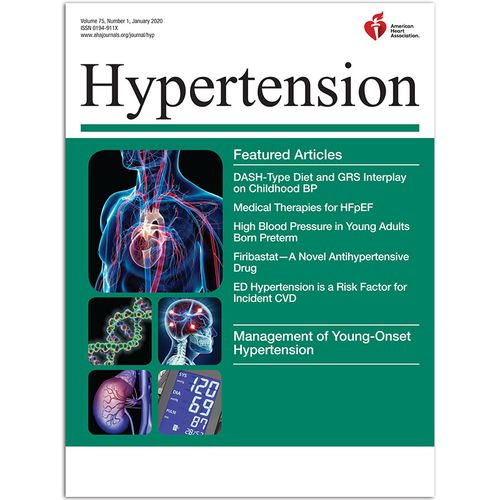 Volume 75, Number 1, January 2020
ISSN 0194-911X
www.ahajournals.org/journal/hyp
American
Heart
Association.
Hypertension
Featured Articles
DASH-Type Diet and GRS Interplay
on Childhood BP
Medical Therapies for HFpEF
High Blood Pressure in Young Adults
Born Preterm
Firibastat—A Novel Antihypertensive
Drug
ED Hypertension is a Risk Factor for
Incident CVD
Management of Young-Onset
Hypertension
SYS
mmHg
120
DIA
mmHg
69
PULSE
87